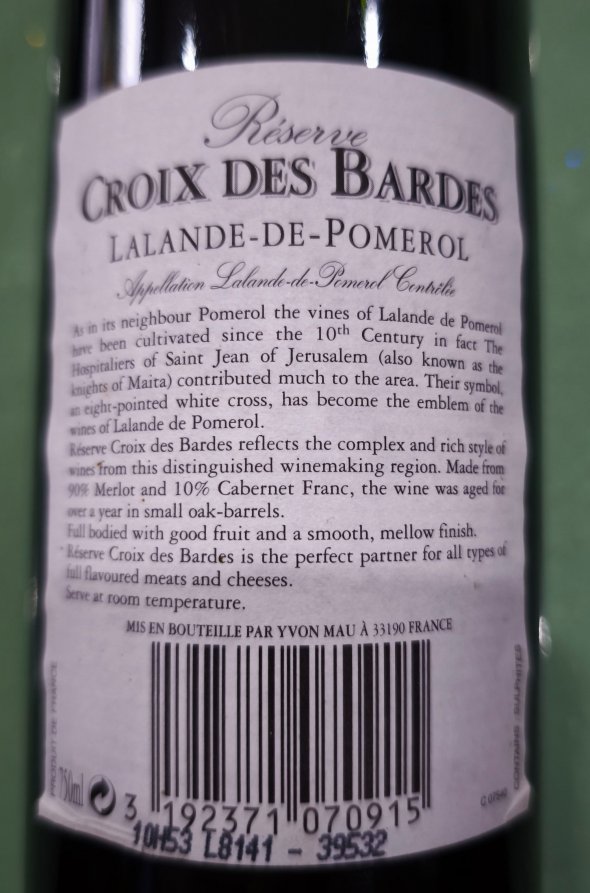 Réserve
CROIX DES BARDES
LALANDE-DE-POMEROL
Appellation Lalande-de-Pomerol Contrôlée
As in its neighbour Pomerol the vines of Lalande de Pomerol
have been cultivated since the 10th Century in fact The
Hospitaliers of Saint Jean of Jerusalem (also known as the
knights of Malta) contributed much to the area. Their symbol,
an eight-pointed white cross, has become the emblem of the
wines of Lalande de Pomerol.
Réserve Croix des Bardes reflects the complex and rich style of
wines from this distinguished winemaking region. Made from
90% Merlot and 10% Cabernet Franc, the wine was aged for
over a year in small oak-barrels.
Full bodied with good fruit and a smooth, mellow finish.
Réserve Croix des Bardes is the perfect partner for all types of
full flavoured meats and cheeses.
Serve at room temperature.
MIS EN BOUTEILLE PAR YVON MAU À 33190 FRANCE
PRODUIT DE FRANCE
CONTAINS SULPHITES
750ml
3 192371 070915
10H53 L8141 - 39532